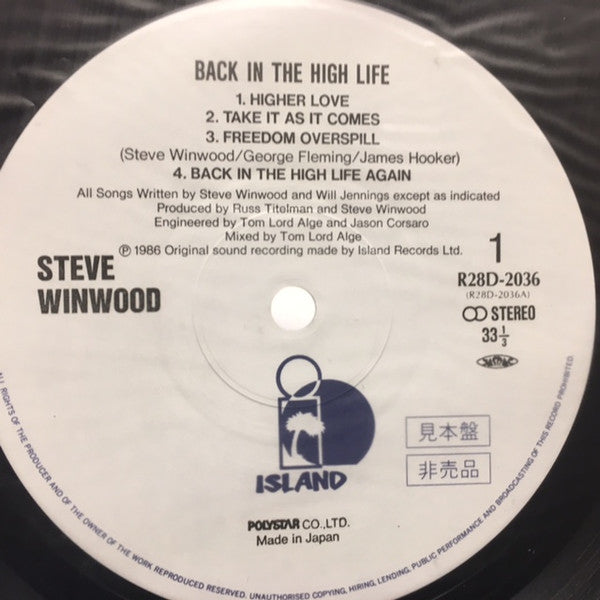 BACK IN THE HIGH LIFE
1. HIGHER LOVE
2. TAKE IT AS IT COMES
3. FREEDOM OVERSPILL
(Steve Winwood/George Fleming/James Hooker)
4. BACK IN THE HIGH LIFE AGAIN
All Songs Written by Steve Winwood and Will Jennings except as indicated
Produced by Russ Titelman and Steve Winwood
Engineered by Tom Lord Alge and Jason Corsaro
Mixed by Tom Lord Alge
℗ 1986 Original sound recording made by Island Records Ltd.
STEVE
WINWOOD
1
R28D-2036
(R28D-2036A)
STEREO
33 1/3
ISLAND
見本盤
非売品
POLYSTAR CO., LTD.
Made in Japan
ALL RIGHTS OF THE PRODUCER AND OF THE OWNER OF THE WORK REPRODUCED RESERVED. UNAUTHORISED COPYING, HIRING, LENDING, PUBLIC PERFORMANCE AND BROADCASTING OF THIS RECORD PROHIBITED.